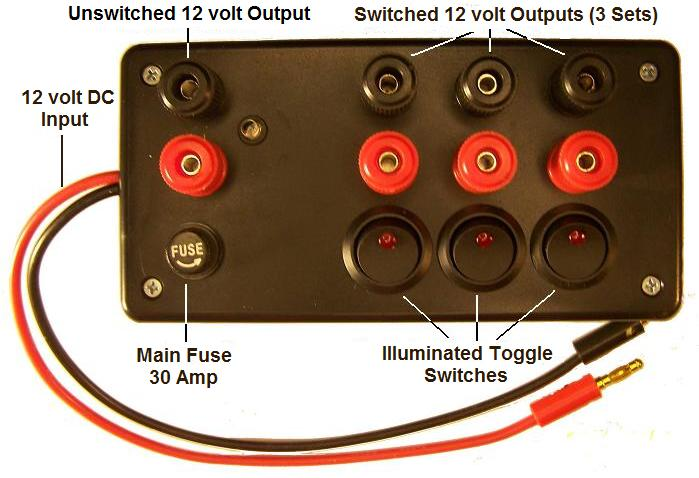 Unswitched 12 volt Output
Switched 12 volt Outputs (3 Sets)
12 volt DC
Input
FUSE
Main Fuse
30 Amp
Illuminated Toggle
Switches